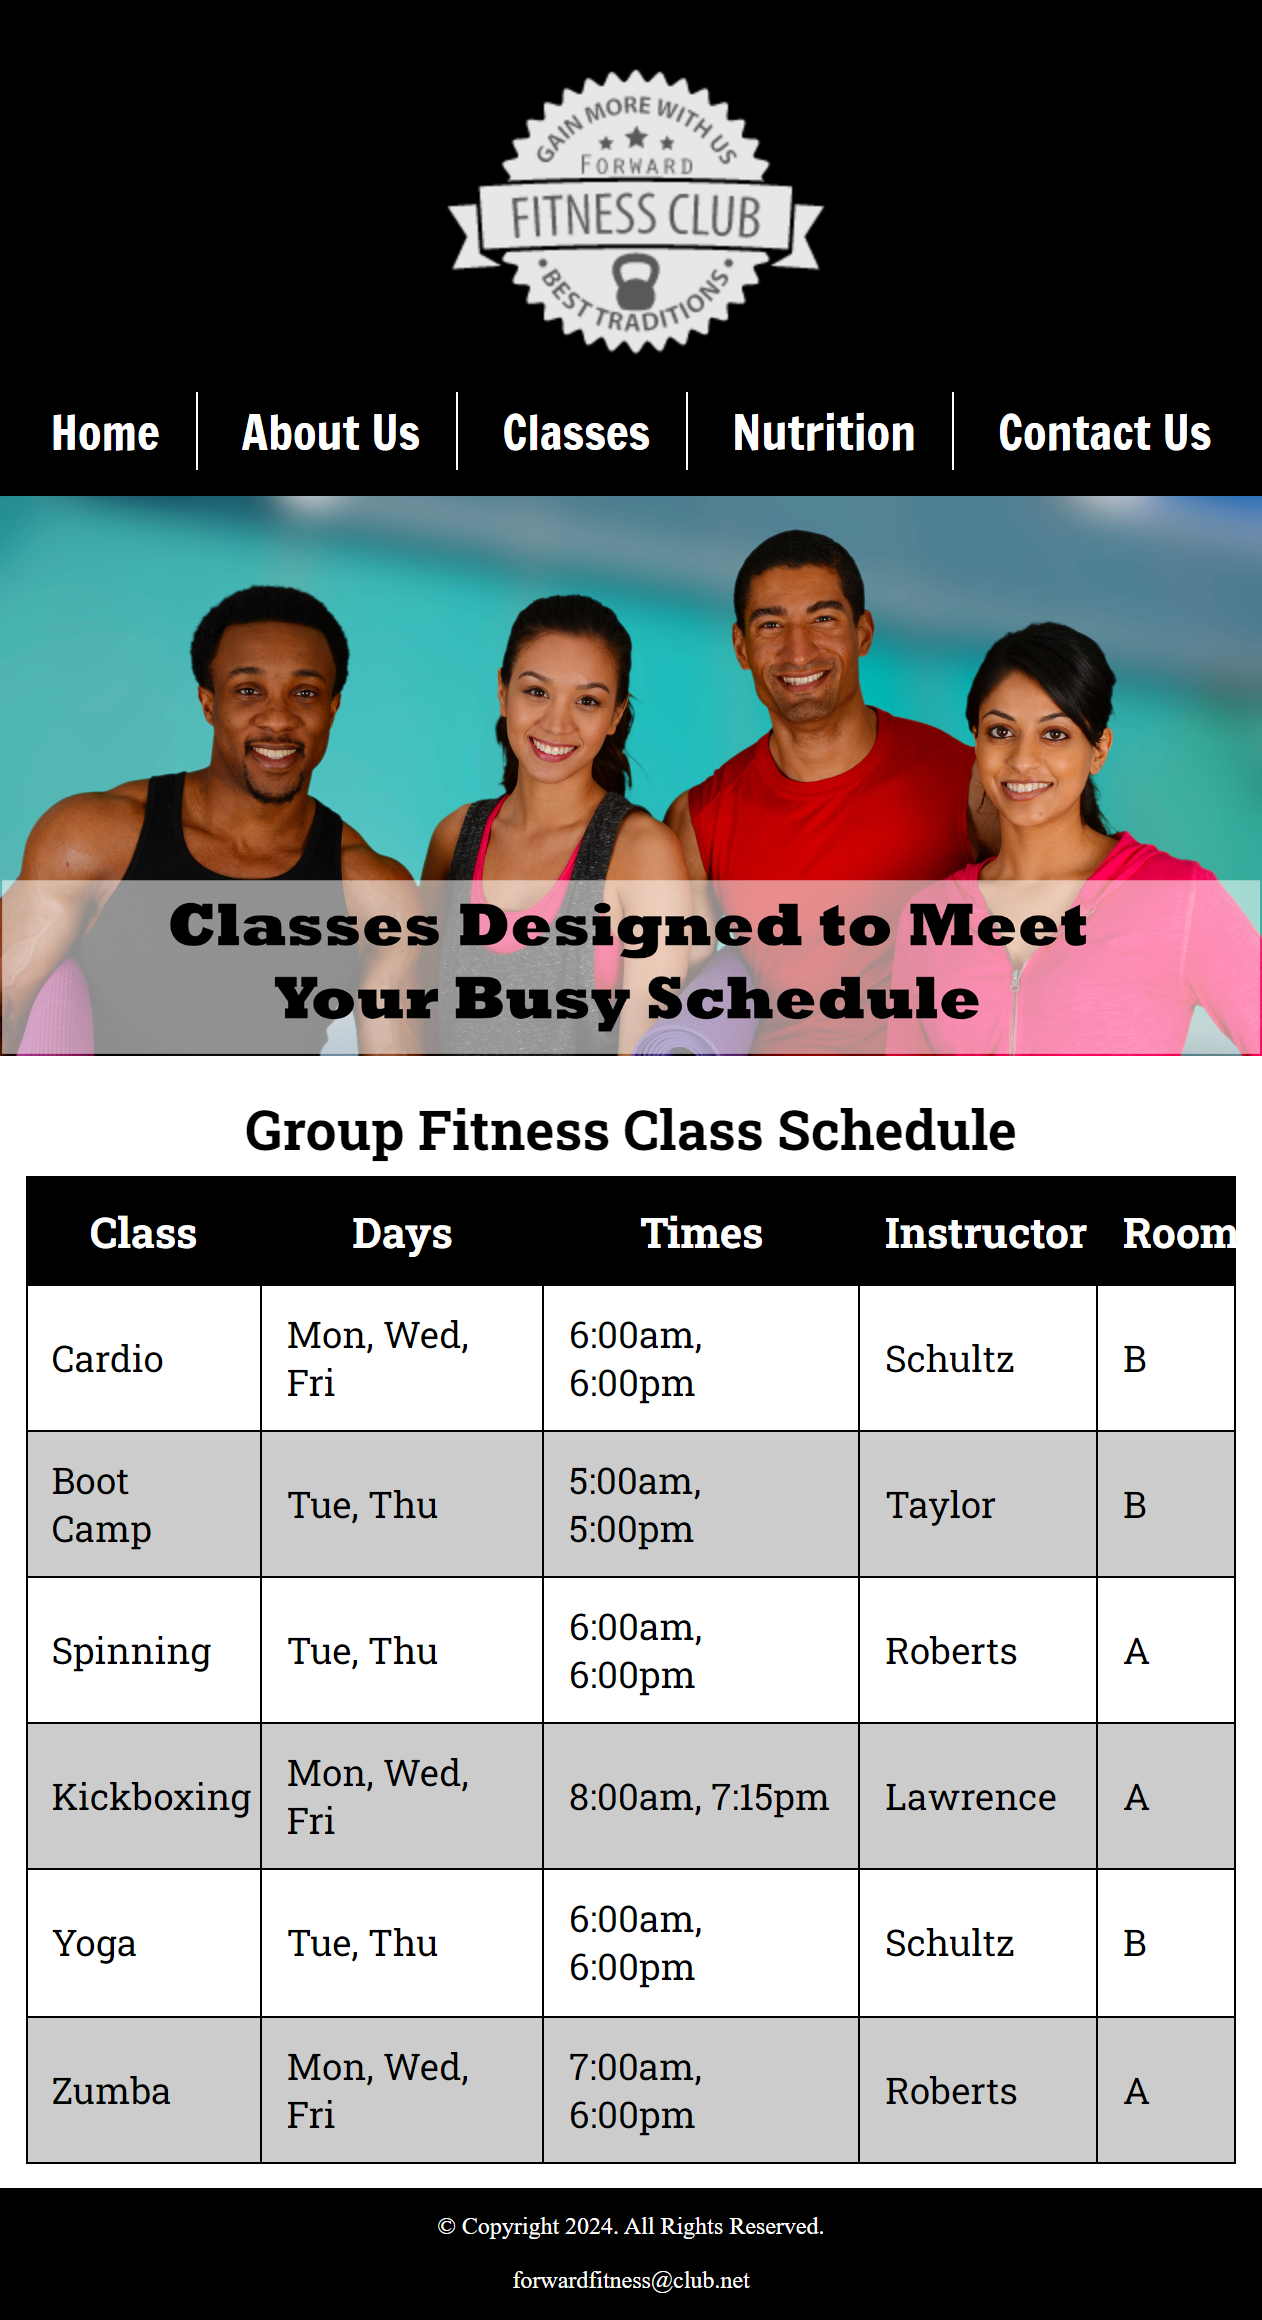 GAIN MORE WITH US
FORWARD
FITNESS CLUB
BEST TRADITIONS
Home About Us Classes Nutrition Contact Us
Classes Designed to Meet
Your Busy Schedule
Group Fitness Class Schedule
Class Days Times Instructor Room
Cardio Mon, Wed, Fri 6:00am, 6:00pm Schultz B
Boot Camp Tue, Thu 5:00am, 5:00pm Taylor B
Spinning Tue, Thu 6:00am, 6:00pm Roberts A
Kickboxing Mon, Wed, Fri 8:00am, 7:15pm Lawrence A
Yoga Tue, Thu 6:00am, 6:00pm Schultz B
Zumba Mon, Wed, Fri 7:00am, 6:00pm Roberts A
© Copyright 2024. All Rights Reserved.
forwardfitness@club.net